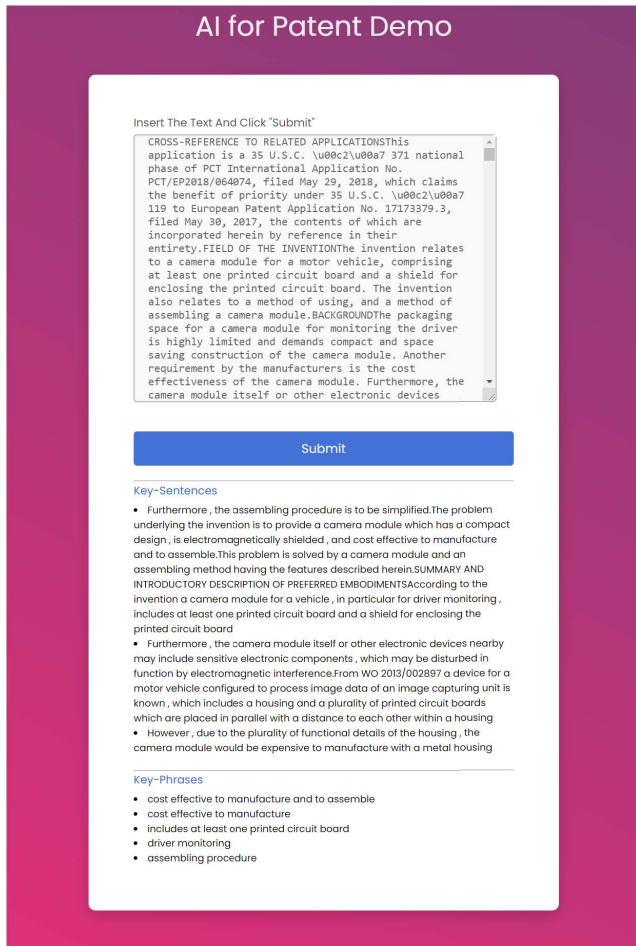 AI for Patent Demo
Insert The Text And Click "Submit"
CROSS-REFERENCE TO RELATED APPLICATIONSThis
application is a 35 U.S.C. \u00c2\u00a7 371 national
phase of PCT International Application No.
PCT/EP2018/064074, filed May 29, 2018, which claims
the benefit of priority under 35 U.S.C. \u00c2\u00a7
119 to European Patent Application No. 17173379.3,
filed May 30, 2017, the contents of which are
incorporated herein by reference in their
entirety.FIELD OF THE INVENTIONThe invention relates
to a camera module for a motor vehicle, comprising
at least one printed circuit board and a shield for
enclosing the printed circuit board. The invention
also relates to a method of using, and a method of
assembling a camera module.BACKGROUNDThe packaging
space for a camera module for monitoring the driver
is highly limited and demands compact and space
saving construction of the camera module. Another
requirement by the manufacturers is the cost
effectiveness of the camera module. Furthermore, the
camera module itself or other electronic devices
Submit
Key-Sentences
• Furthermore , the assembling procedure is to be simplified.The problem
underlying the invention is to provide a camera module which has a compact
design , is electromagnetically shielded , and cost effective to manufacture
and to assemble.This problem is solved by a camera module and an
assembling method having the features described herein.SUMMARY AND
INTRODUCTORY DESCRIPTION OF PREFERRED EMBODIMENTSAccording to the
invention a camera module for a vehicle , in particular for driver monitoring ,
includes at least one printed circuit board and a shield for enclosing the
printed circuit board
• Furthermore , the camera module itself or other electronic devices nearby
may include sensitive electronic components , which may be disturbed in
function by electromagnetic interference.From WO 2013/002897 a device for a
motor vehicle configured to process image data of an image capturing unit is
known , which includes a housing and a plurality of printed circuit boards
which are placed in parallel with a distance to each other within a housing
• However , due to the plurality of functional details of the housing , the
camera module would be expensive to manufacture with a metal housing
Key-Phrases
• cost effective to manufacture and to assemble
• cost effective to manufacture
• includes at least one printed circuit board
• driver monitoring
• assembling procedure